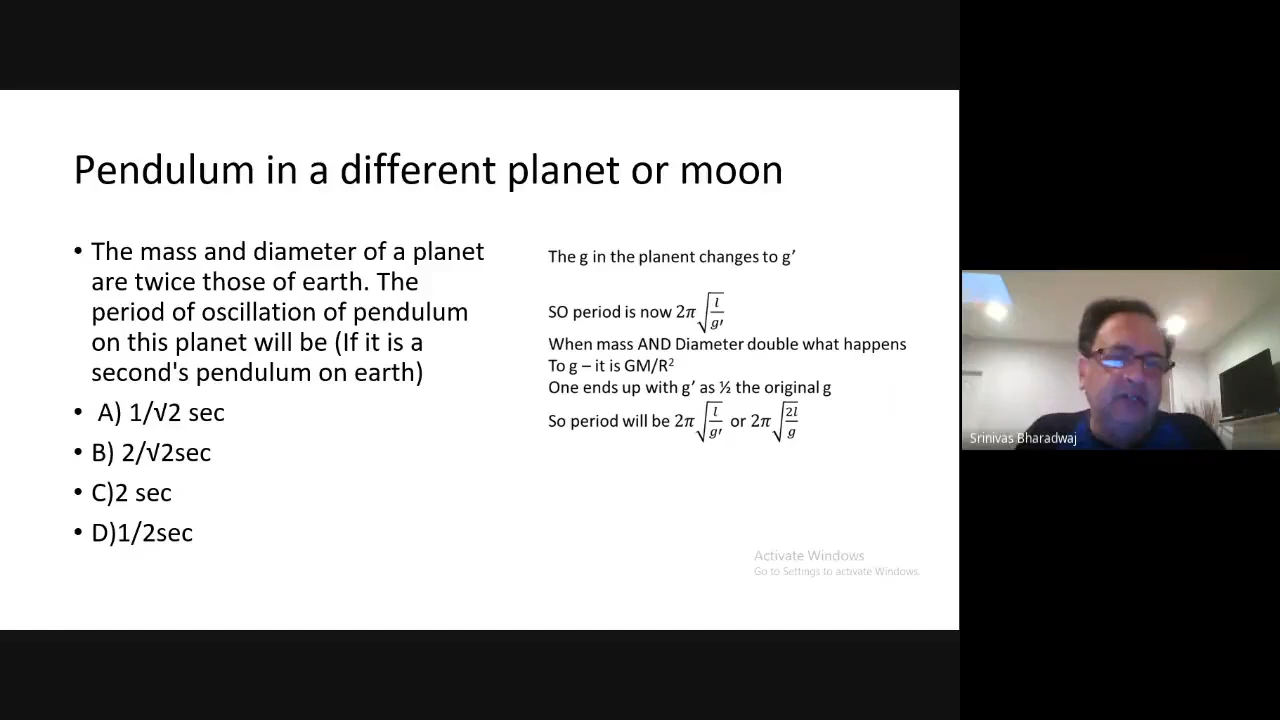 Pendulum in a different planet or moon
• The mass and diameter of a planet
are twice those of earth. The
period of oscillation of pendulum
on this planet will be (If it is a
second's pendulum on earth)
• A) 1/√2 sec
• B) 2/√2sec
• C)2 sec
• D)1/2sec
The g in the planent changes to g’
SO period is now 2π√(l/g′)
When mass AND Diameter double what happens
To g – it is GM/R²
One ends up with g’ as ½ the original g
So period will be 2π√(l/g′) or 2π√(2l/g)
Activate Windows
Go to Settings to activate Windows.
Srinivas Bharadwaj